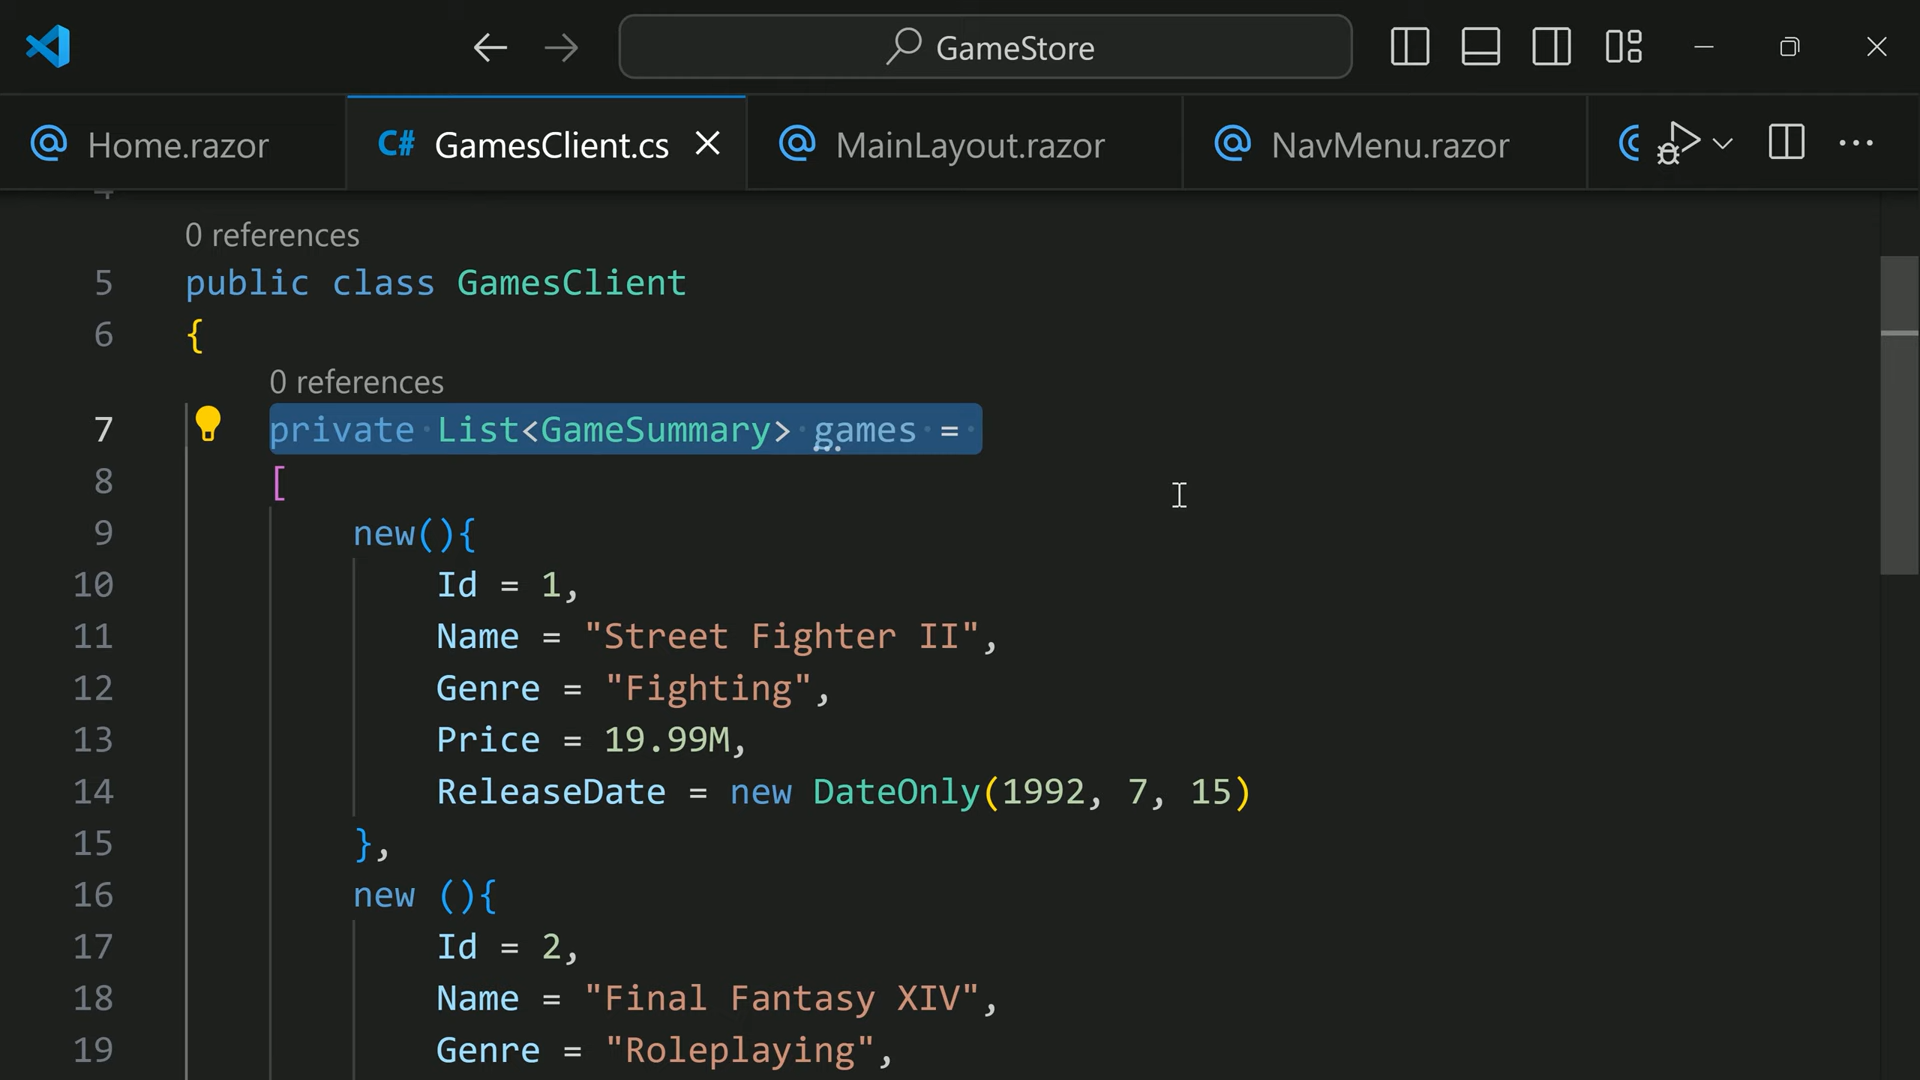 GameStore
Home.razor
C# GamesClient.cs
MainLayout.razor
NavMenu.razor
0 references
5 public class GamesClient
6 {
0 references
7 private List<GameSummary> games =
8 [
9 new(){
10 Id = 1,
11 Name = "Street Fighter II",
12 Genre = "Fighting",
13 Price = 19.99M,
14 ReleaseDate = new DateOnly(1992, 7, 15)
15 },
16 new (){
17 Id = 2,
18 Name = "Final Fantasy XIV",
19 Genre = "Roleplaying",